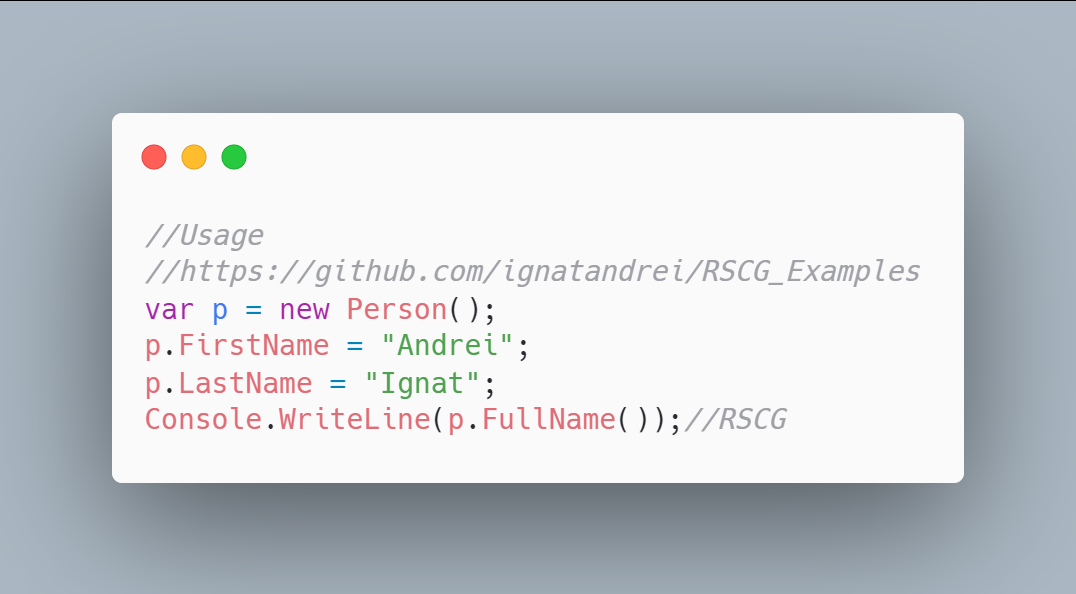 //Usage
//https://github.com/ignatandrei/RSCG_Examples
var p = new Person();
p.FirstName = "Andrei";
p.LastName = "Ignat";
Console.WriteLine(p.FullName());//RSCG